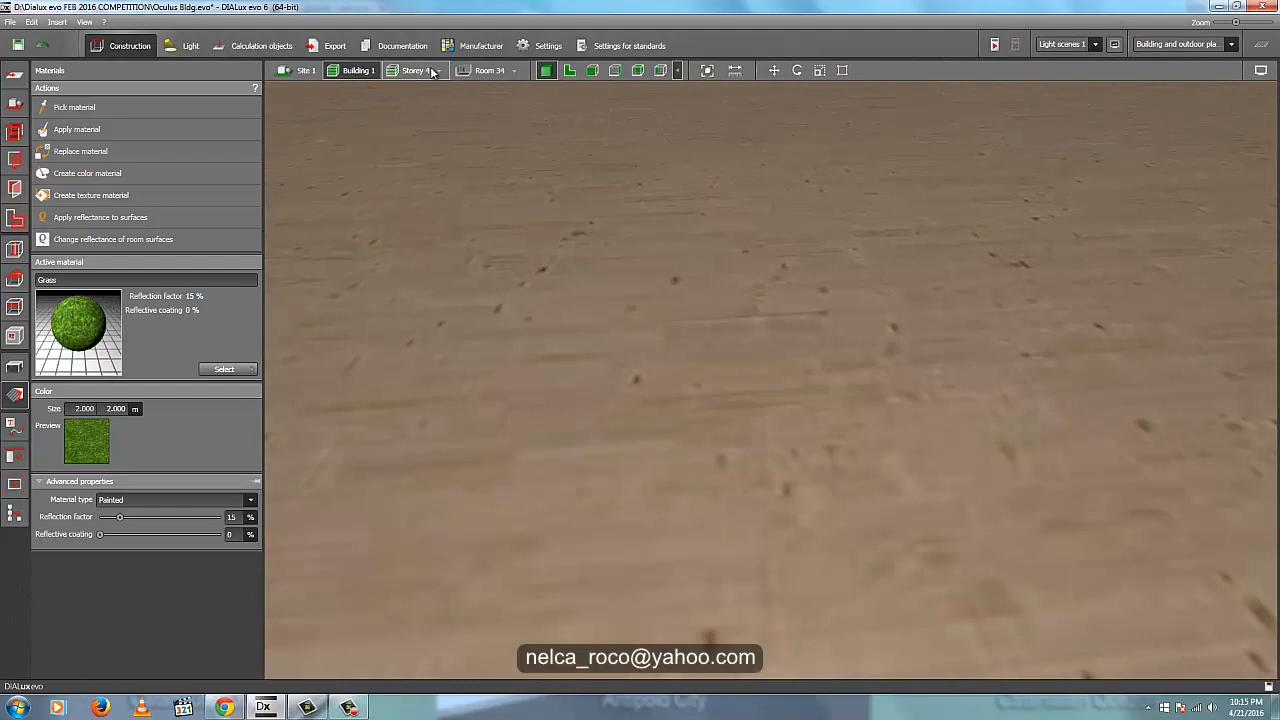 D:\Dialux evo FEB 2016 COMPETITION\Oculus Bldg.evo* - DIALux evo 6 (64-bit)
File Edit Insert View ?
Zoom
Construction Light Calculation objects Export Documentation Manufacturer Settings Settings for standards
Light scenes 1 Building and outdoor pla...
Materials
Site 1 Building 1 Storey Room 34
Actions ?
Pick material
Apply material
Replace material
Create color material
Create texture material
Apply reflectance to surfaces
Change reflectance of room surfaces
Active material
Grass
Reflection factor 15 %
Reflective coating 0 %
Select
Color
Size 2.000 2.000 m
Preview
Advanced properties
Material type Painted
Reflection factor 15 %
Reflective coating 0 %
nelca_roco@yahoo.com
DIALux evo
Dx
321
10:15 PM
4/21/2016